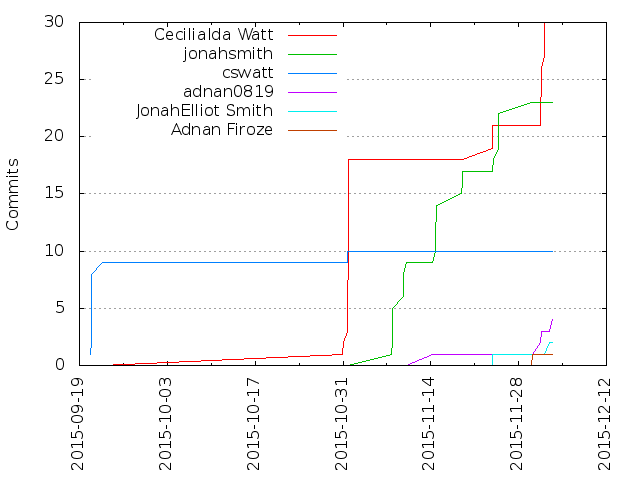 30
25
20
15
10
5
0
Commits
Cecilialda Watt
jonahsmith
cswatt
adnan0819
JonahElliot Smith
Adnan Firoze
2015-09-19
2015-10-03
2015-10-17
2015-10-31
2015-11-14
2015-11-28
2015-12-12